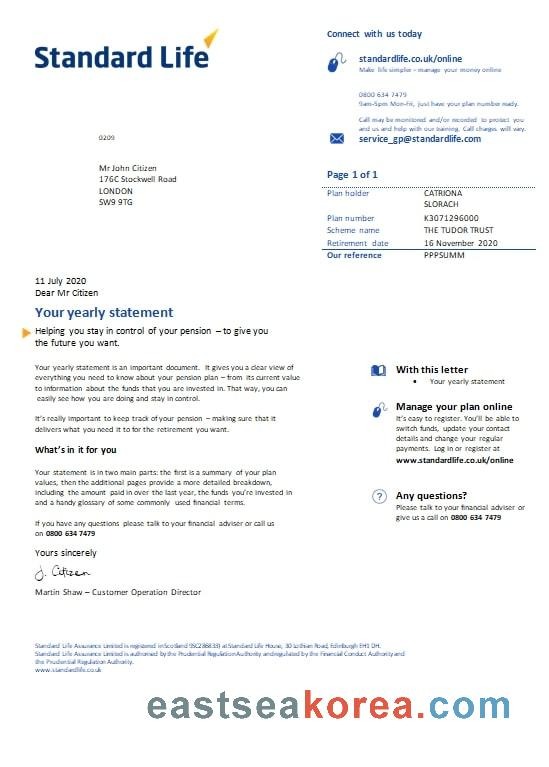 Standard Life
Connect with us today
standardlife.co.uk/online
Make life simpler - manage your money online
0800 634 7479
9am-5pm Mon-Fri, just have your plan number ready.
Call may be monitored and/or recorded to protect you
and us and help with our training. Call charges will vary.
service_gp@standardlife.com
0209
Mr John Citizen
176C Stockwell Road
LONDON
SW9 9TG
Page 1 of 1
Plan holder CATRIONA
SLORACH
Plan number K3071296000
Scheme name THE TUDOR TRUST
Retirement date 16 November 2020
Our reference PPPSUMM
11 July 2020
Dear Mr Citizen
Your yearly statement
Helping you stay in control of your pension – to give you
the future you want.
Your yearly statement is an important document. It gives you a clear view of
everything you need to know about your pension plan – from its current value
to information about the funds that you are invested in. That way, you can
easily see how you are doing and stay in control.
It's really important to keep track of your pension – making sure that it
delivers what you need it to for the retirement you want.
What's in it for you
Your statement is in two main parts: the first is a summary of your plan
values, then the additional pages provide a more detailed breakdown,
including the amount paid in over the last year, the funds you're invested in
and a handy glossary of some commonly used financial terms.
If you have any questions please talk to your financial adviser or call us
on 0800 634 7479
Yours sincerely
J. Citizen
Martin Shaw – Customer Operation Director
With this letter
• Your yearly statement
Manage your plan online
It's easy to register. You'll be able to
switch funds, update your contact
details and change your regular
payments. Log in or register at
www.standardlife.co.uk/online
Any questions?
Please talk to your financial adviser or
give us a call on 0800 634 7479
Standard Life Assurance Limited is registered in Scotland (SC286833) at Standard Life House, 30 Lothian Road, Edinburgh EH1 DH.
Standard Life Assurance Limited is authorised by the Prudential Regulation Authority and regulated by the Financial Conduct Authority and
the Prudential Regulation Authority.
www.standardlife.co.uk
eastseakorea.com